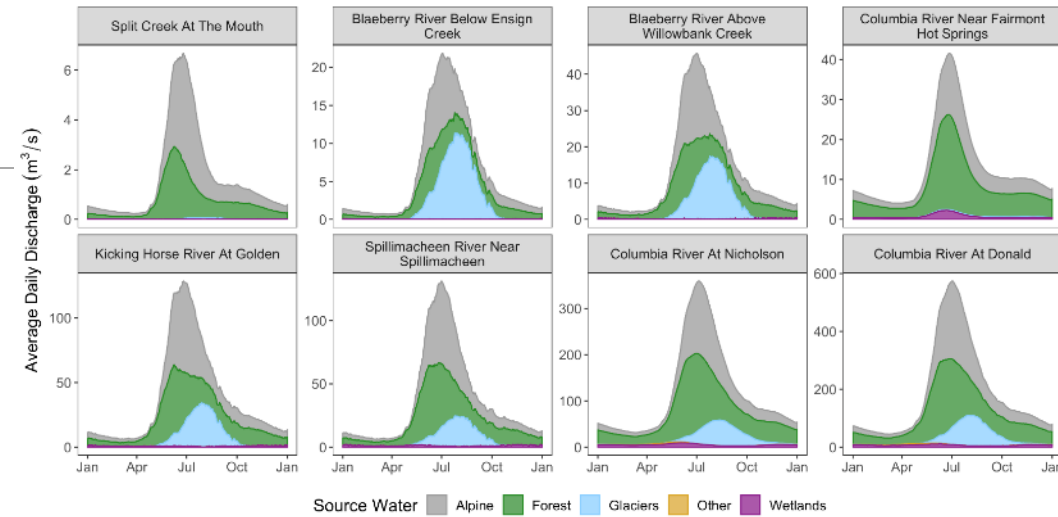 Split Creek At The Mouth
Blaeberry River Below Ensign
Creek
Blaeberry River Above
Willowbank Creek
Columbia River Near Fairmont
Hot Springs
6
4
2
0
20
15
10
5
0
40
30
20
10
0
40
30
20
10
0
Average Daily Discharge (m³/s)
Kicking Horse River At Golden
Spillimacheen River Near
Spillimacheen
Columbia River At Nicholson
Columbia River At Donald
100
50
0
100
50
0
300
200
100
0
600
400
200
0
Jan Apr Jul Oct Jan
Jan Apr Jul Oct Jan
Jan Apr Jul Oct Jan
Jan Apr Jul Oct Jan
Source Water Alpine Forest Glaciers Other Wetlands